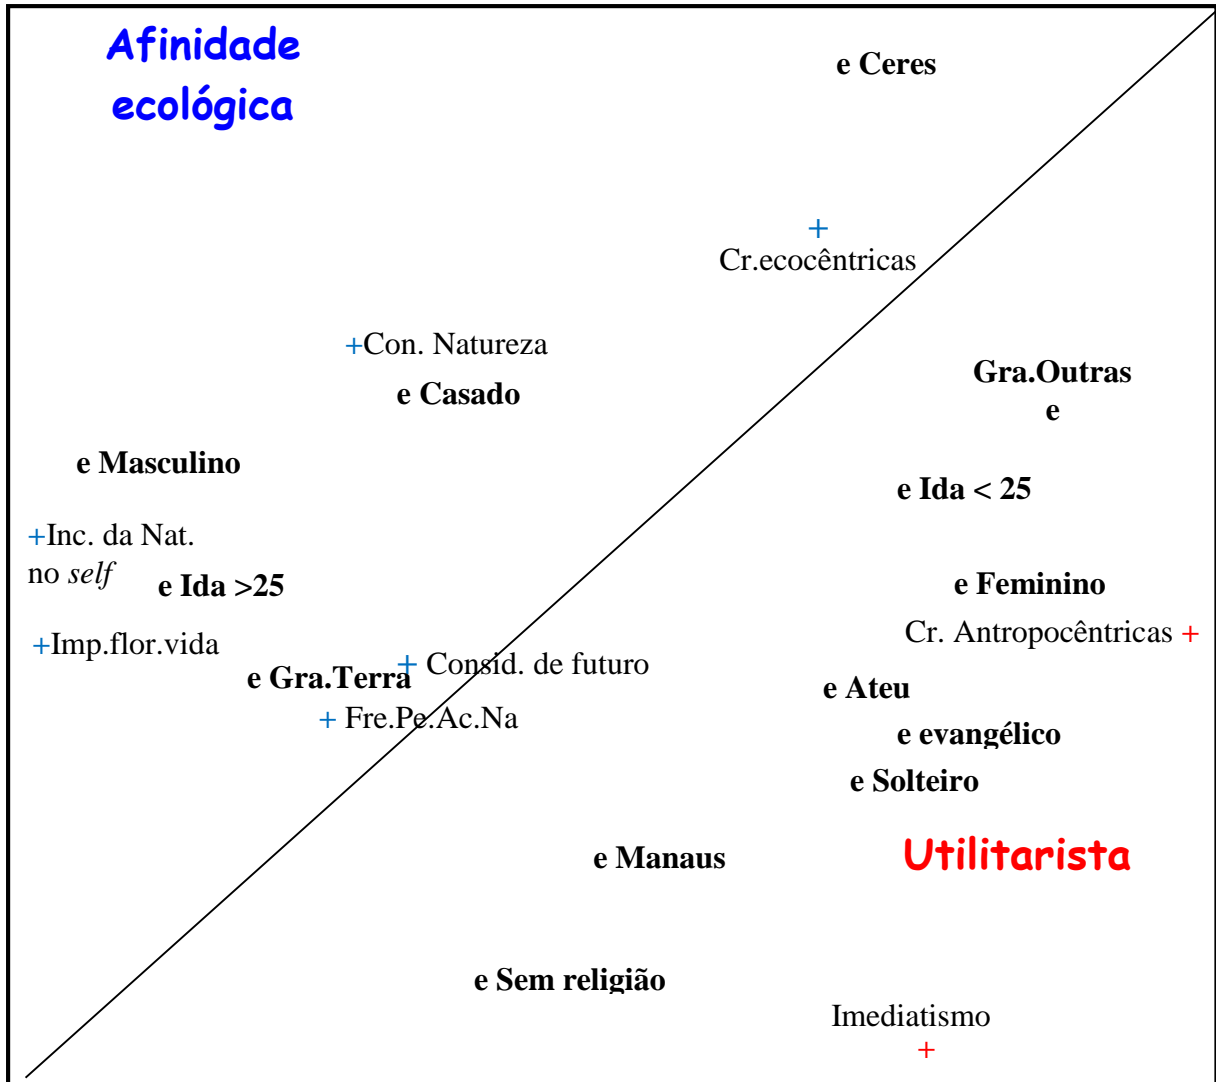 Afinidade
ecológica
e Ceres
+
Cr.ecocêntricas
+Con. Natureza
e Casado
Gra.Outras
e
e Masculino
e Ida < 25
+Inc. da Nat.
no self
e Ida >25
e Feminino
Cr. Antropocêntricas +
+Imp.flor.vida
+ Consid. de futuro
e Gra.Terra
e Ateu
+ Fre.Pe.Ac.Na
e evangélico
e Solteiro
e Manaus
Utilitarista
e Sem religião
Imediatismo
+